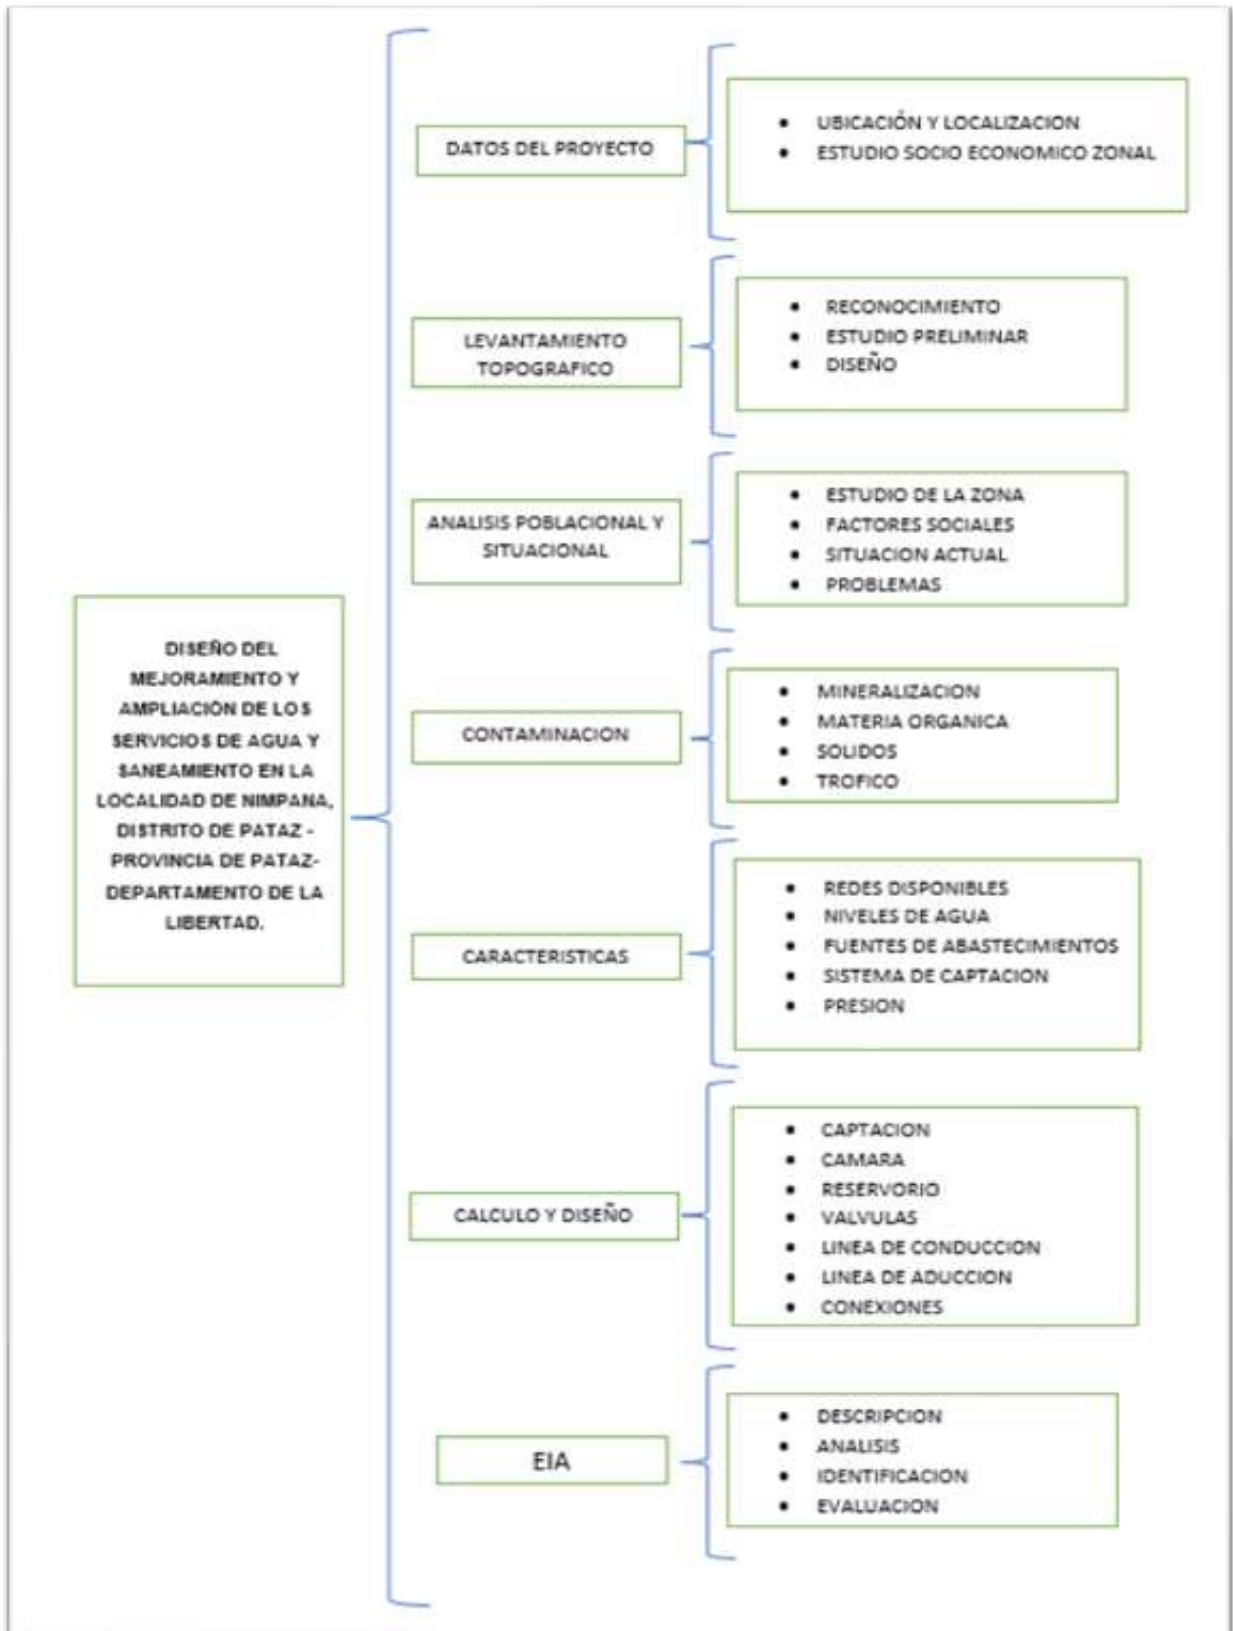 DISEÑO DEL
MEJORAMIENTO Y
AMPLIACIÓN DE LOS
SERVICIOS DE AGUA Y
SANEAMIENTO EN LA
LOCALIDAD DE NIMPANA,
DISTRITO DE PATAZ -
PROVINCIA DE PATAZ-
DEPARTAMENTO DE LA
LIBERTAD.
DATOS DEL PROYECTO
• UBICACIÓN Y LOCALIZACION
• ESTUDIO SOCIO ECONOMICO ZONAL
LEVANTAMIENTO
TOPOGRAFICO
• RECONOCIMIENTO
• ESTUDIO PRELIMINAR
• DISEÑO
ANALISIS POBLACIONAL Y
SITUACIONAL
• ESTUDIO DE LA ZONA
• FACTORES SOCIALES
• SITUACION ACTUAL
• PROBLEMAS
CONTAMINACION
• MINERALIZACION
• MATERIA ORGANICA
• SOLIDOS
• TROFICO
CARACTERISTICAS
• REDES DISPONIBLES
• NIVELES DE AGUA
• FUENTES DE ABASTECIMIENTOS
• SISTEMA DE CAPTACION
• PRESION
CALCULO Y DISEÑO
• CAPTACION
• CAMARA
• RESERVORIO
• VALVULAS
• LINEA DE CONDUCCION
• LINEA DE ADUCCION
• CONEXIONES
EIA
• DESCRIPCION
• ANALISIS
• IDENTIFICACION
• EVALUACION